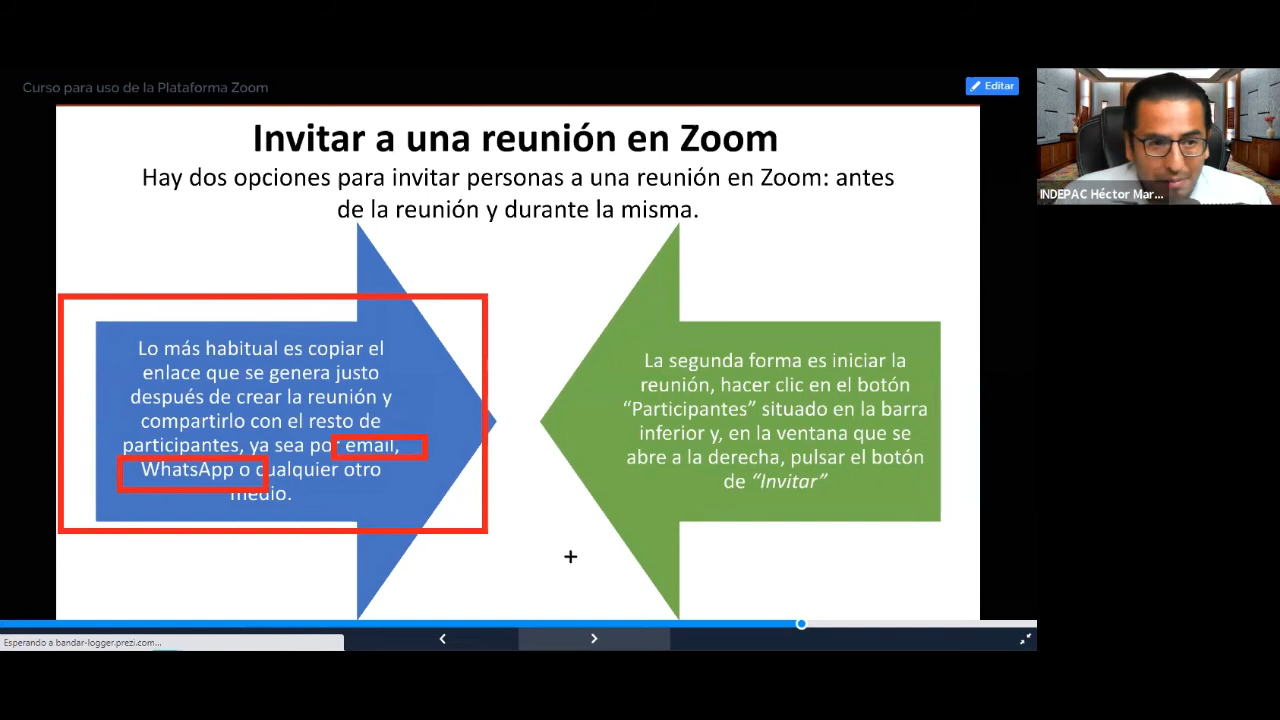 Curso para uso de la Plataforma Zoom
Editar
Invitar a una reunión en Zoom
Hay dos opciones para invitar personas a una reunión en Zoom: antes
de la reunión y durante la misma.
Lo más habitual es copiar el
enlace que se genera justo
después de crear la reunión y
compartirlo con el resto de
participantes, ya sea por email,
WhatsApp o cualquier otro
medio.
La segunda forma es iniciar la
reunión, hacer clic en el botón
“Participantes” situado en la barra
inferior y, en la ventana que se
abre a la derecha, pulsar el botón
de “Invitar”
INDEPAC Héctor Mar...
Esperando a bandar-logger.prezi.com...